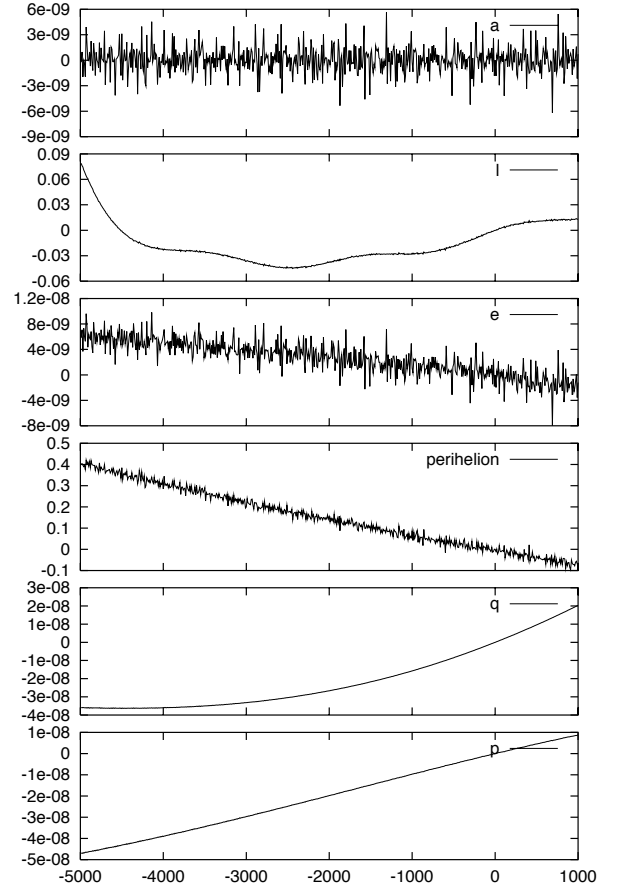 6e-09
3e-09
0
-3e-09
-6e-09
-9e-09
a
0.09
0.06
0.03
0
-0.03
-0.06
l
1.2e-08
8e-09
4e-09
0
-4e-09
-8e-09
e
0.5
0.4
0.3
0.2
0.1
0
-0.1
perihelion
3e-08
2e-08
1e-08
0
-1e-08
-2e-08
-3e-08
-4e-08
q
1e-08
0
-1e-08
-2e-08
-3e-08
-4e-08
-5e-08
p
-5000 -4000 -3000 -2000 -1000 0 1000